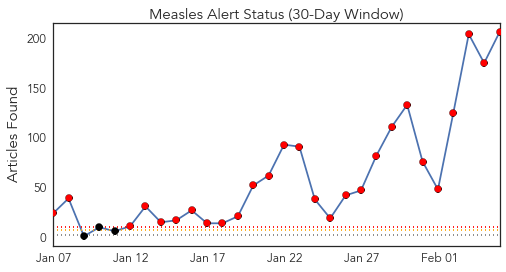 Measles Alert Status (30-Day Window)
Articles Found
200
150
100
50
0
Jan 07 Jan 12 Jan 17 Jan 22 Jan 27 Feb 01